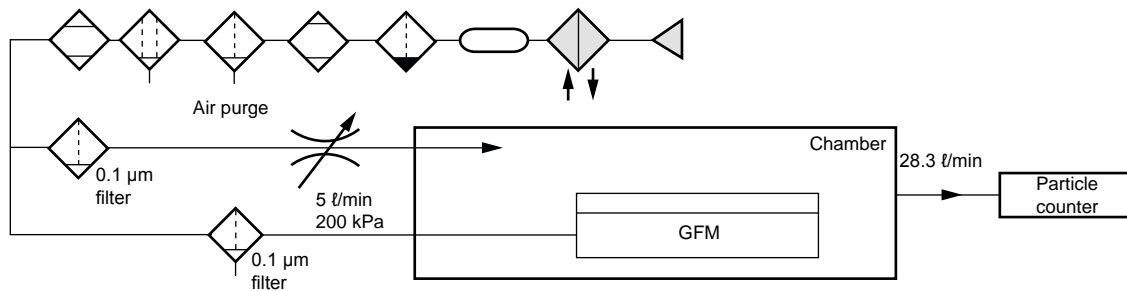 Air purge
Chamber
0.1 µm
filter
5 ℓ/min
200 kPa
28.3 ℓ/min
Particle
counter
GFM
0.1 µm
filter